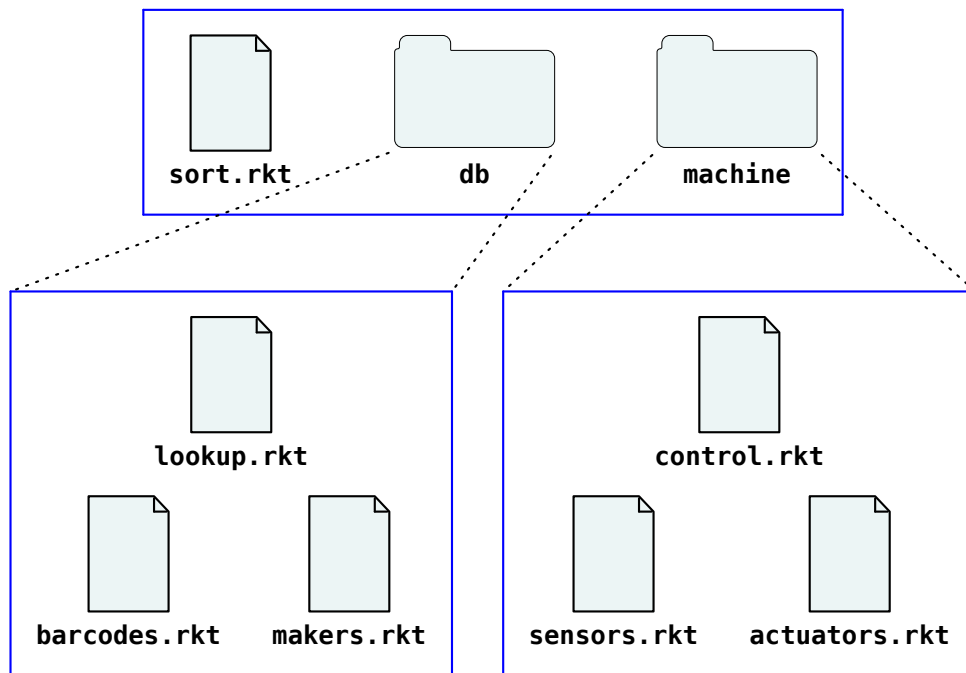 sort.rkt db machine
lookup.rkt
barcodes.rkt makers.rkt
control.rkt
sensors.rkt actuators.rkt